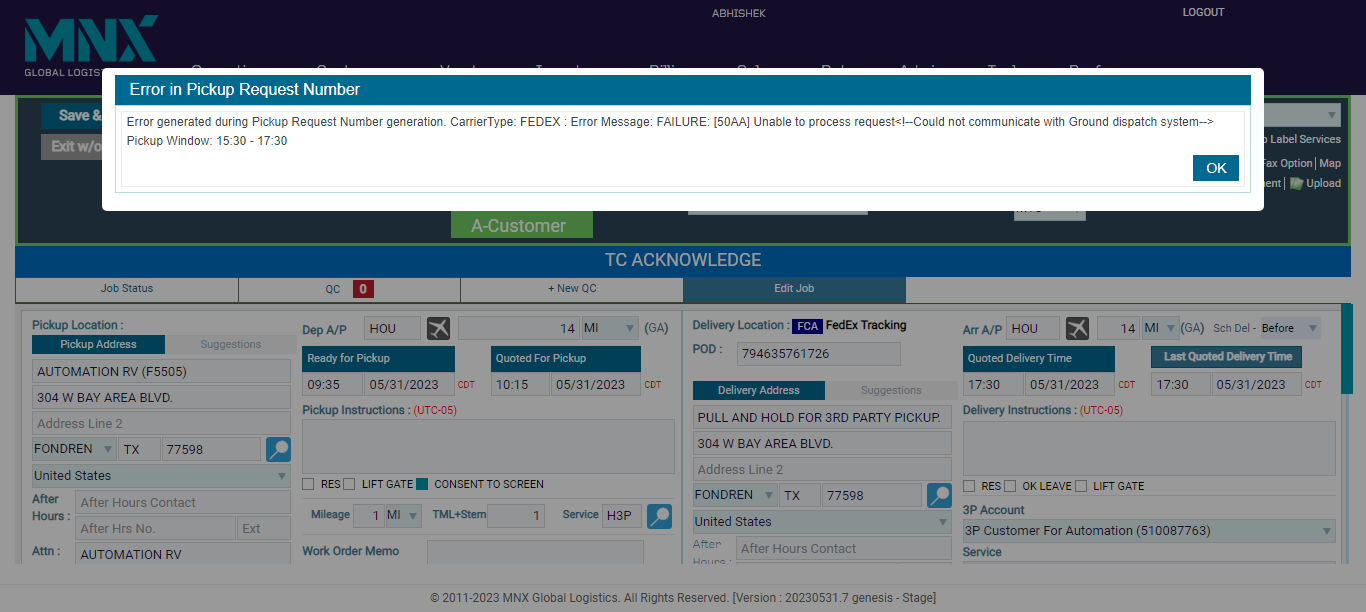 ABHISHEK
LOGOUT
MNX
GLOBAL LOGIS
Error in Pickup Request Number
Error generated during Pickup Request Number generation. CarrierType: FEDEX : Error Message: FAILURE: [50AA] Unable to process request<!--Could not communicate with Ground dispatch system-->
Pickup Window: 15:30 - 17:30
OK
Save &
Exit w/o
Label Services
Fax Option | Map
Upload
A-Customer
TC ACKNOWLEDGE
Job Status
QC 0
+ New QC
Edit Job
Pickup Location :
Pickup Address
Suggestions
AUTOMATION RV (F5505)
304 W BAY AREA BLVD.
Address Line 2
FONDREN TX 77598
United States
After Hours : After Hours Contact
After Hrs No. Ext
Attn : AUTOMATION RV
Dep A/P HOU 14 MI (GA)
Ready for Pickup
Quoted For Pickup
09:35 05/31/2023 CDT 10:15 05/31/2023 CDT
Pickup Instructions : (UTC-05)
RES LIFT GATE CONSENT TO SCREEN
Mileage 1 MI TML+Stem 1 Service H3P
Work Order Memo
Delivery Location : FCA FedEx Tracking
POD : 794635761726
Delivery Address
Suggestions
PULL AND HOLD FOR 3RD PARTY PICKUP.
304 W BAY AREA BLVD.
Address Line 2
FONDREN TX 77598
United States
After Hours : After Hours Contact
Arr A/P HOU 14 MI (GA) Sch Del - Before
Quoted Delivery Time
Last Quoted Delivery Time
17:30 05/31/2023 CDT 17:30 05/31/2023 CDT
Delivery Instructions : (UTC-05)
RES OK LEAVE LIFT GATE
3P Account
3P Customer For Automation (510087763)
Service
© 2011-2023 MNX Global Logistics. All Rights Reserved. [Version : 20230531.7 genesis - Stage]